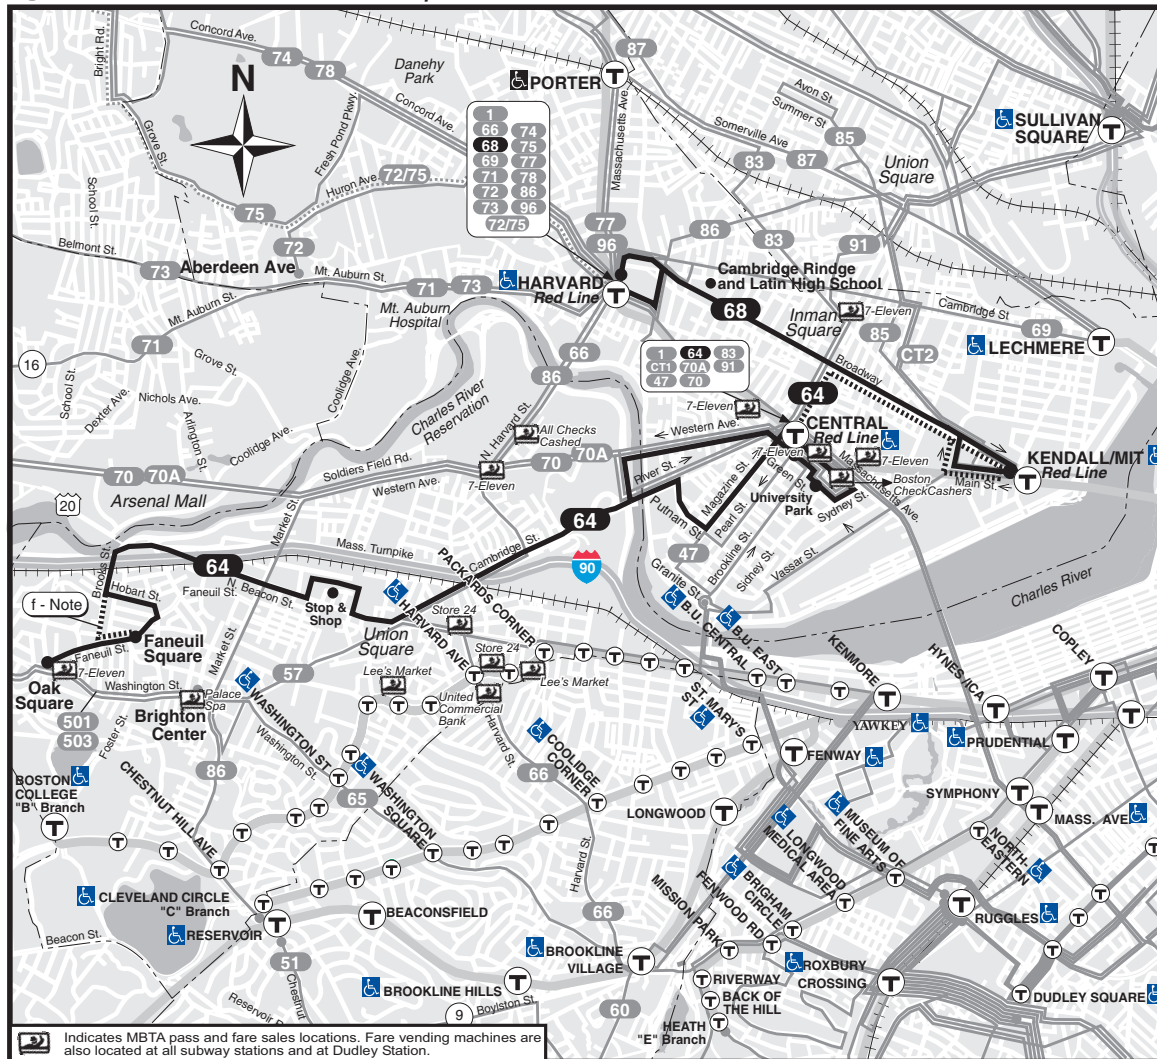 Concord Ave.
74
78
Bright Rd.
Danehy
Park
87
PORTER
T
Avon St
Summer St
85
Somerville Ave
83
87
Union
Square
SULLIVAN
SQUARE
T
N
Concord Ave.
Fresh Pond Pkwy.
Grove St.
Huron Ave.
72/75
75
72
School St.
1
66
74
68
75
69
77
71
78
72
86
73
96
72/75
Massachusetts Ave.
77
96
86
83
91
Belmont St.
73
Aberdeen Ave
Mt. Auburn St.
71
73
Mt. Auburn
Hospital
HARVARD
Red Line
T
Cambridge Rindge
and Latin High School
68
Inman
Square
7-Eleven
Cambridge St
69
85
CT2
LECHMERE
T
Mt. Auburn St.
71
16
Grove St.
School St.
Dexter Ave.
Nichols Ave.
Arlington St.
Coolidge Ave.
Coolidge Ave.
Charles River
Reservation
66
86
1
64
83
CT1
70A
91
47
70
Broadway
64
7-Eleven
CENTRAL
Red Line
T
Western Ave.
N. Harvard St.
All Checks
Cashed
7-Eleven
70
70A
Soldiers Field Rd.
Western Ave.
70
70A
Arsenal Mall
20
Market St.
River St.
Magazine St.
Putnam St.
Pearl St.
Green St.
7-Eleven
7-Eleven
Massachusetts Ave.
Boston
CheckCashers
University
Park
Sydney St.
Main St.
KENDALL/MIT
Red Line
T
64
47
Brookline St.
Sidney St.
Vassar St.
Granite St.
Charles River
Mass. Turnpike
Cambridge St.
90
64
Brooks St.
Hobart St.
Faneuil St.
N. Beacon St.
f - Note
Stop &
Shop
Faneuil
Square
Faneuil St.
7-Eleven
Oak
Square
Washington St.
Market St.
Palace
Spa
Brighton
Center
57
Union
Square
Store 24
HARVARD AVE
PACKARDS CORNER
Store 24
Lee's Market
Lee's Market
United
Commercial
Bank
Harvard St.
66
B.U. CENTRAL
B.U. EAST
KENMORE
T
HYNES/ICA
T
COPLEY
T
ST. MARY'S
ST
YAWKEY
FENWAY
T
PRUDENTIAL
T
501
503
Foster St.
86
WASHINGTON ST
Washington St.
65
WASHINGTON
SQUARE
COOLIDGE
CORNER
Harvard St.
66
BOSTON
COLLEGE
"B" Branch
T
CHESTNUT HILL AVE
CLEVELAND CIRCLE
"C" Branch
RESERVOIR
T
BEACONSFIELD
T
Beacon St.
51
Chestnut
BROOKLINE HILLS
T
9
Boylston St.
60
BROOKLINE
VILLAGE
T
LONGWOOD
T
LONGWOOD
MEDICAL AREA
MUSEUM OF
FINE ARTS
BRIGHAM
CIRCLE
FENWOOD RD
MISSION PARK
RIVERWAY
BACK OF
THE HILL
HEATH
"E" Branch
ROXBURY
CROSSING
T
SYMPHONY
T
MASS. AVE
T
NORTH-
EASTERN
RUGGLES
T
DUDLEY SQUARE
Indicates MBTA pass and fare sales locations. Fare vending machines are
also located at all subway stations and at Dudley Station.